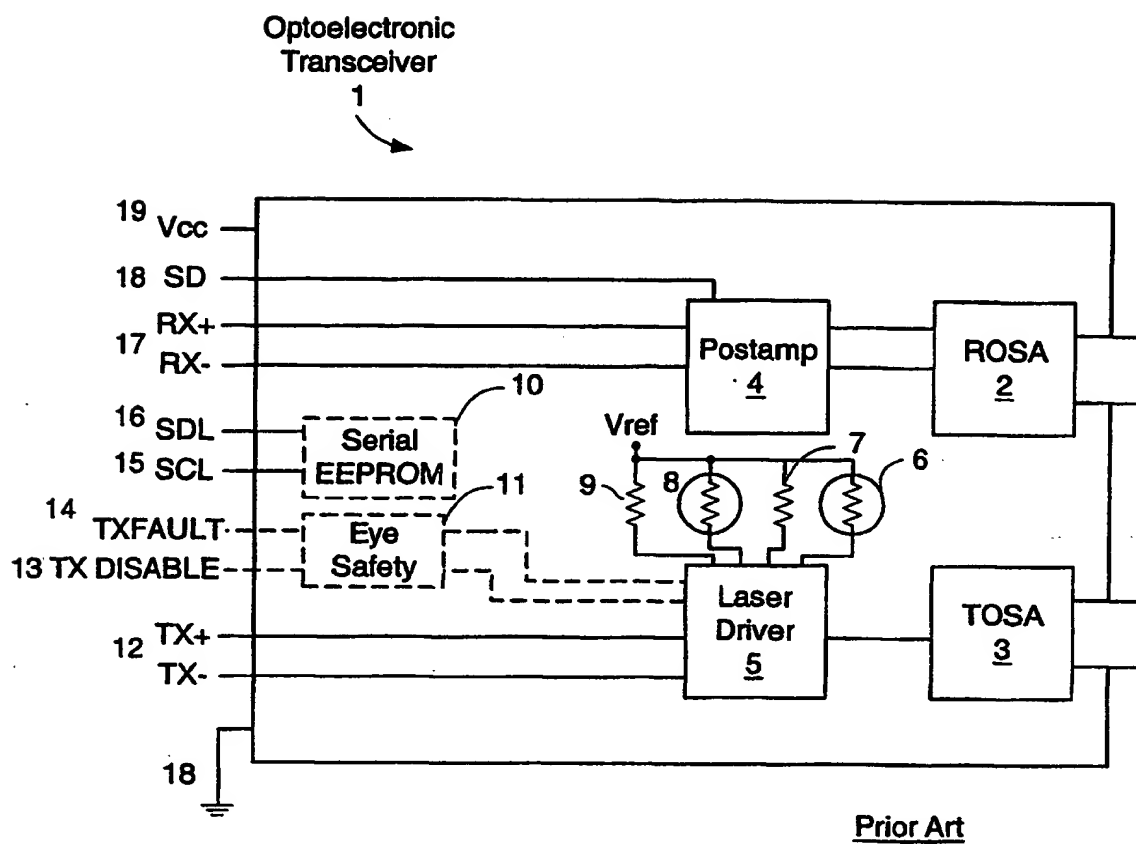 Optoelectronic
Transceiver
1
19 Vcc
18 SD
RX+
17
RX-
Postamp
4
ROSA
2
10
16 SDL
15 SCL
Serial
EEPROM
Vref
7
6
9
8
11
14
TXFAULT
13 TX DISABLE
Eye
Safety
Laser
Driver
5
TOSA
3
12 TX+
TX-
18
Prior Art